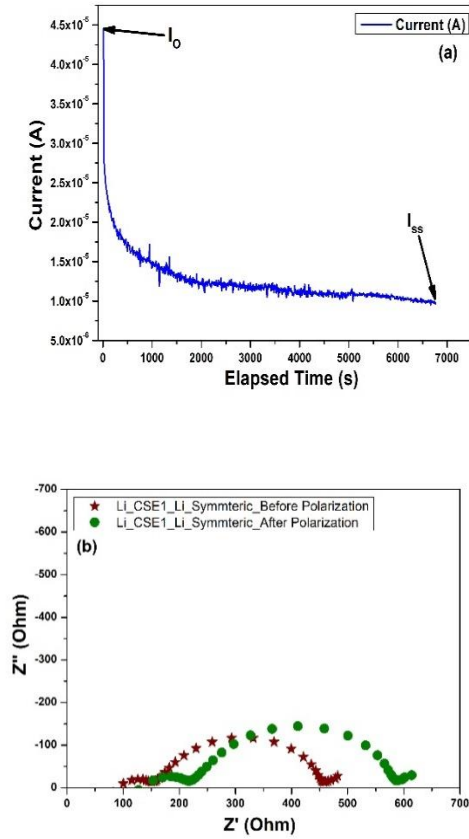 Current (A)
(a)
I_O
I_ss
4.5x10⁻⁵
4.0x10⁻⁵
3.5x10⁻⁵
3.0x10⁻⁵
2.5x10⁻⁵
2.0x10⁻⁵
1.5x10⁻⁵
1.0x10⁻⁵
5.0x10⁻⁶
Current (A)
0 1000 2000 3000 4000 5000 6000 7000
Elapsed Time (s)
Li_CSE1_Li_Symmteric_Before Polarization
Li_CSE1_Li_Symmteric_After Polarization
(b)
-700
-600
-500
-400
-300
-200
-100
0
Z'' (Ohm)
0 100 200 300 400 500 600 700
Z' (Ohm)